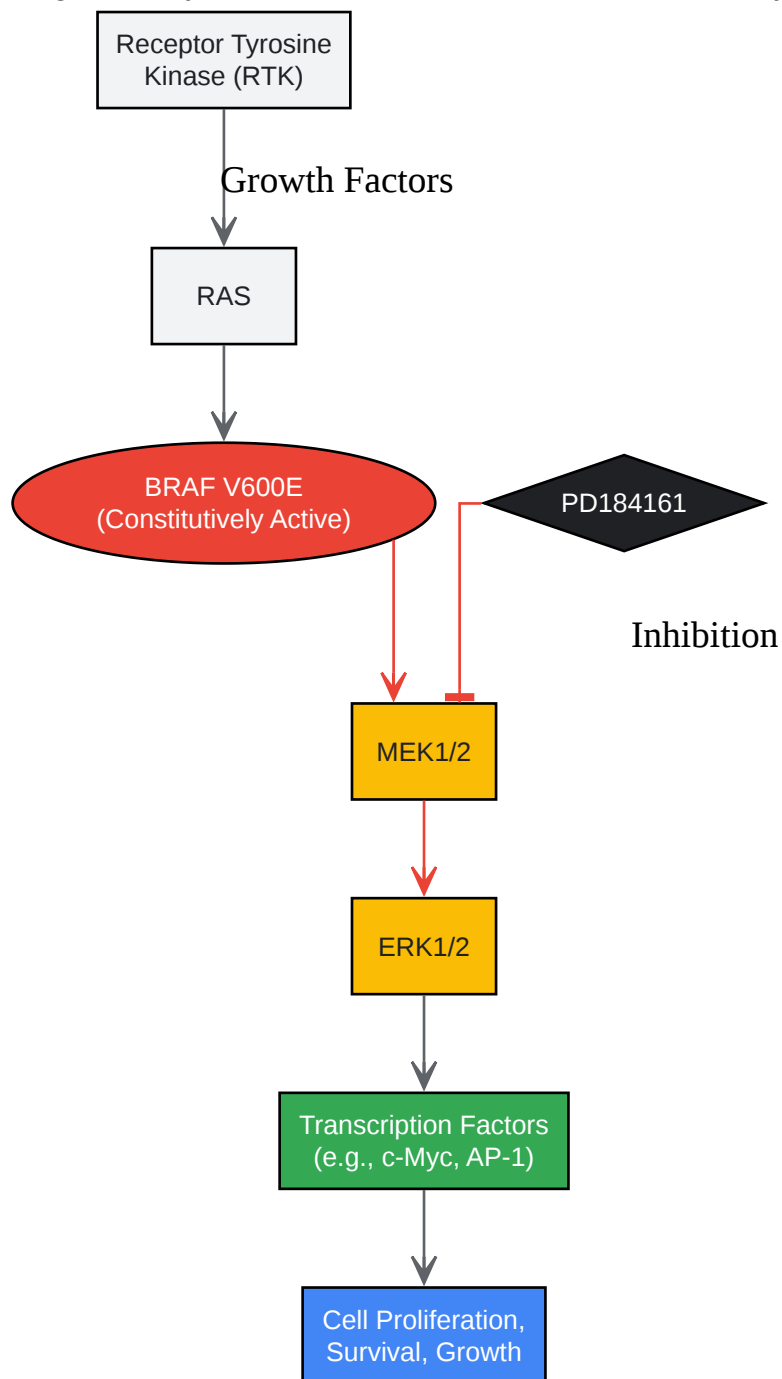 Receptor Tyrosine
Kinase (RTK)
Growth Factors
RAS
BRAF V600E
(Constitutively Active)
PD184161
Inhibition
MEK1/2
ERK1/2
Transcription Factors
(e.g., c-Myc, AP-1)
Cell Proliferation,
Survival, Growth